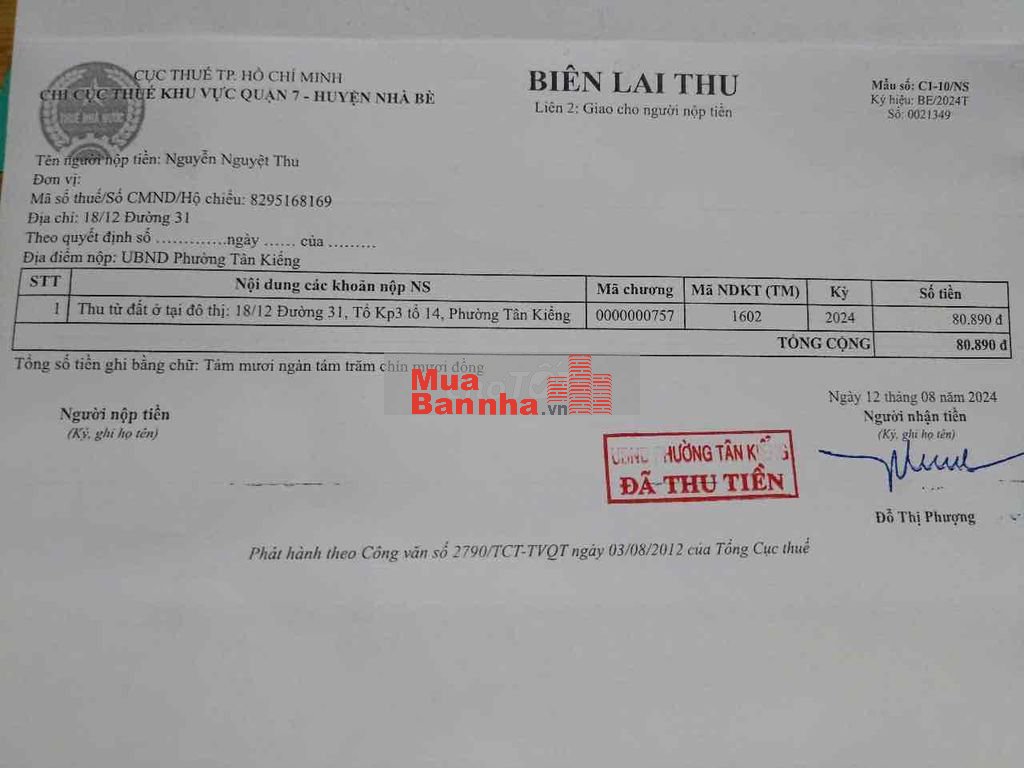 CỤC THUẾ TP. HỒ CHÍ MINH
CHI CỤC THUẾ KHU VỰC QUẬN 7 - HUYỆN NHÀ BÈ
THUẾ NHÀ NƯỚC
BIÊN LAI THU
Liên 2: Giao cho người nộp tiền
Mẫu số: C1-10/NS
Ký hiệu: BE/2024T
Số: 0021349
Tên người nộp tiền: Nguyễn Nguyệt Thu
Đơn vị:
Mã số thuế/Số CMND/Hộ chiếu: 8295168169
Địa chỉ: 18/12 Đường 31
Theo quyết định số .............ngày ...... của .........
Địa điểm nộp: UBND Phường Tân Kiểng
STT Nội dung các khoản nộp NS Mã chương Mã NDKT (TM) Kỳ Số tiền
1 Thu từ đất ở tại đô thị: 18/12 Đường 31, Tổ Kp3 tổ 14, Phường Tân Kiểng 0000000757 1602 2024 80.890 đ
TỔNG CỘNG 80.890 đ
Tổng số tiền ghi bằng chữ: Tám mươi ngàn tám trăm chín mươi đồng
Mua
Bannha.vn
Ngày 12 tháng 08 năm 2024
Người nộp tiền
(Ký, ghi họ tên)
Người nhận tiền
(Ký, ghi họ tên)
UBND PHƯỜNG TÂN KIỂNG
ĐÃ THU TIỀN
Đỗ Thị Phượng
Phát hành theo Công văn số 2790/TCT-TVQT ngày 03/08/2012 của Tổng Cục thuế